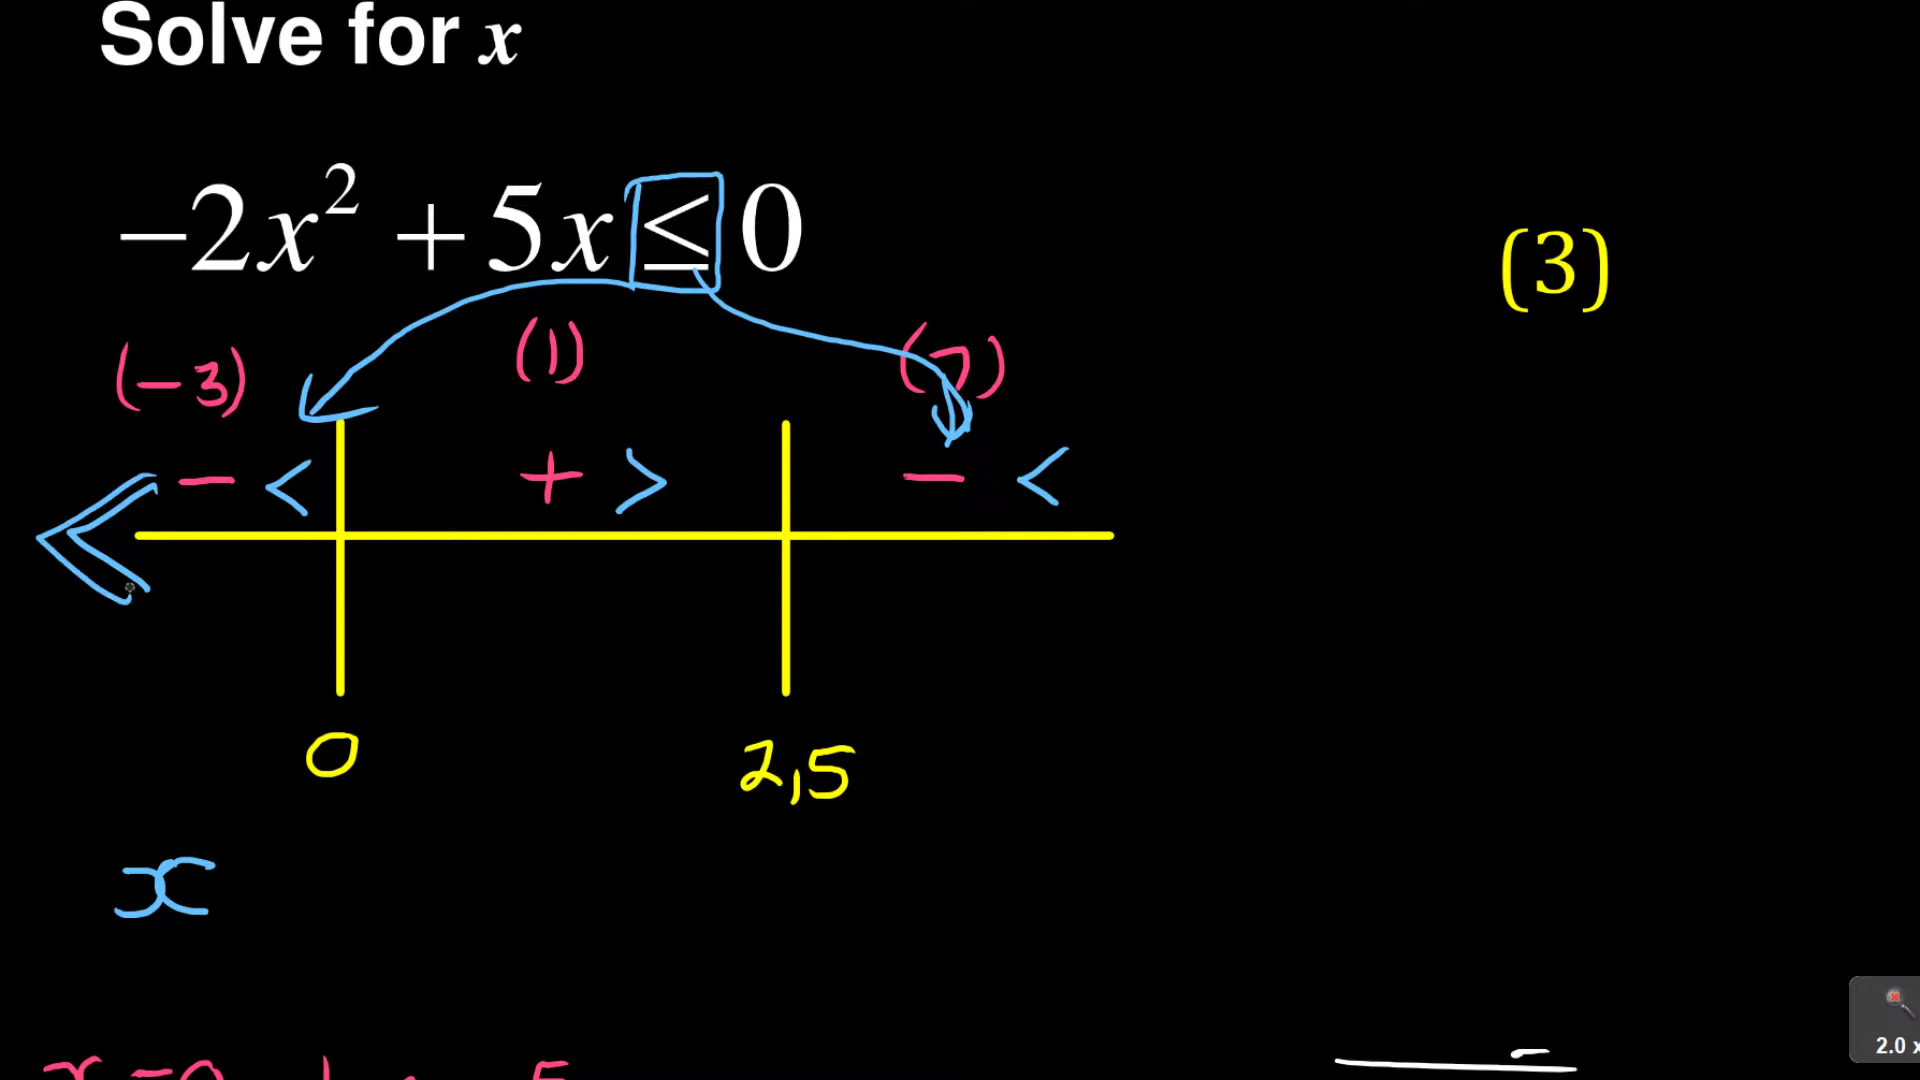 Solve for x
−2x² + 5x ≤ 0
(3)
(−3) (1) (7)
− < + > − <
0 2,5
x
2.0 x